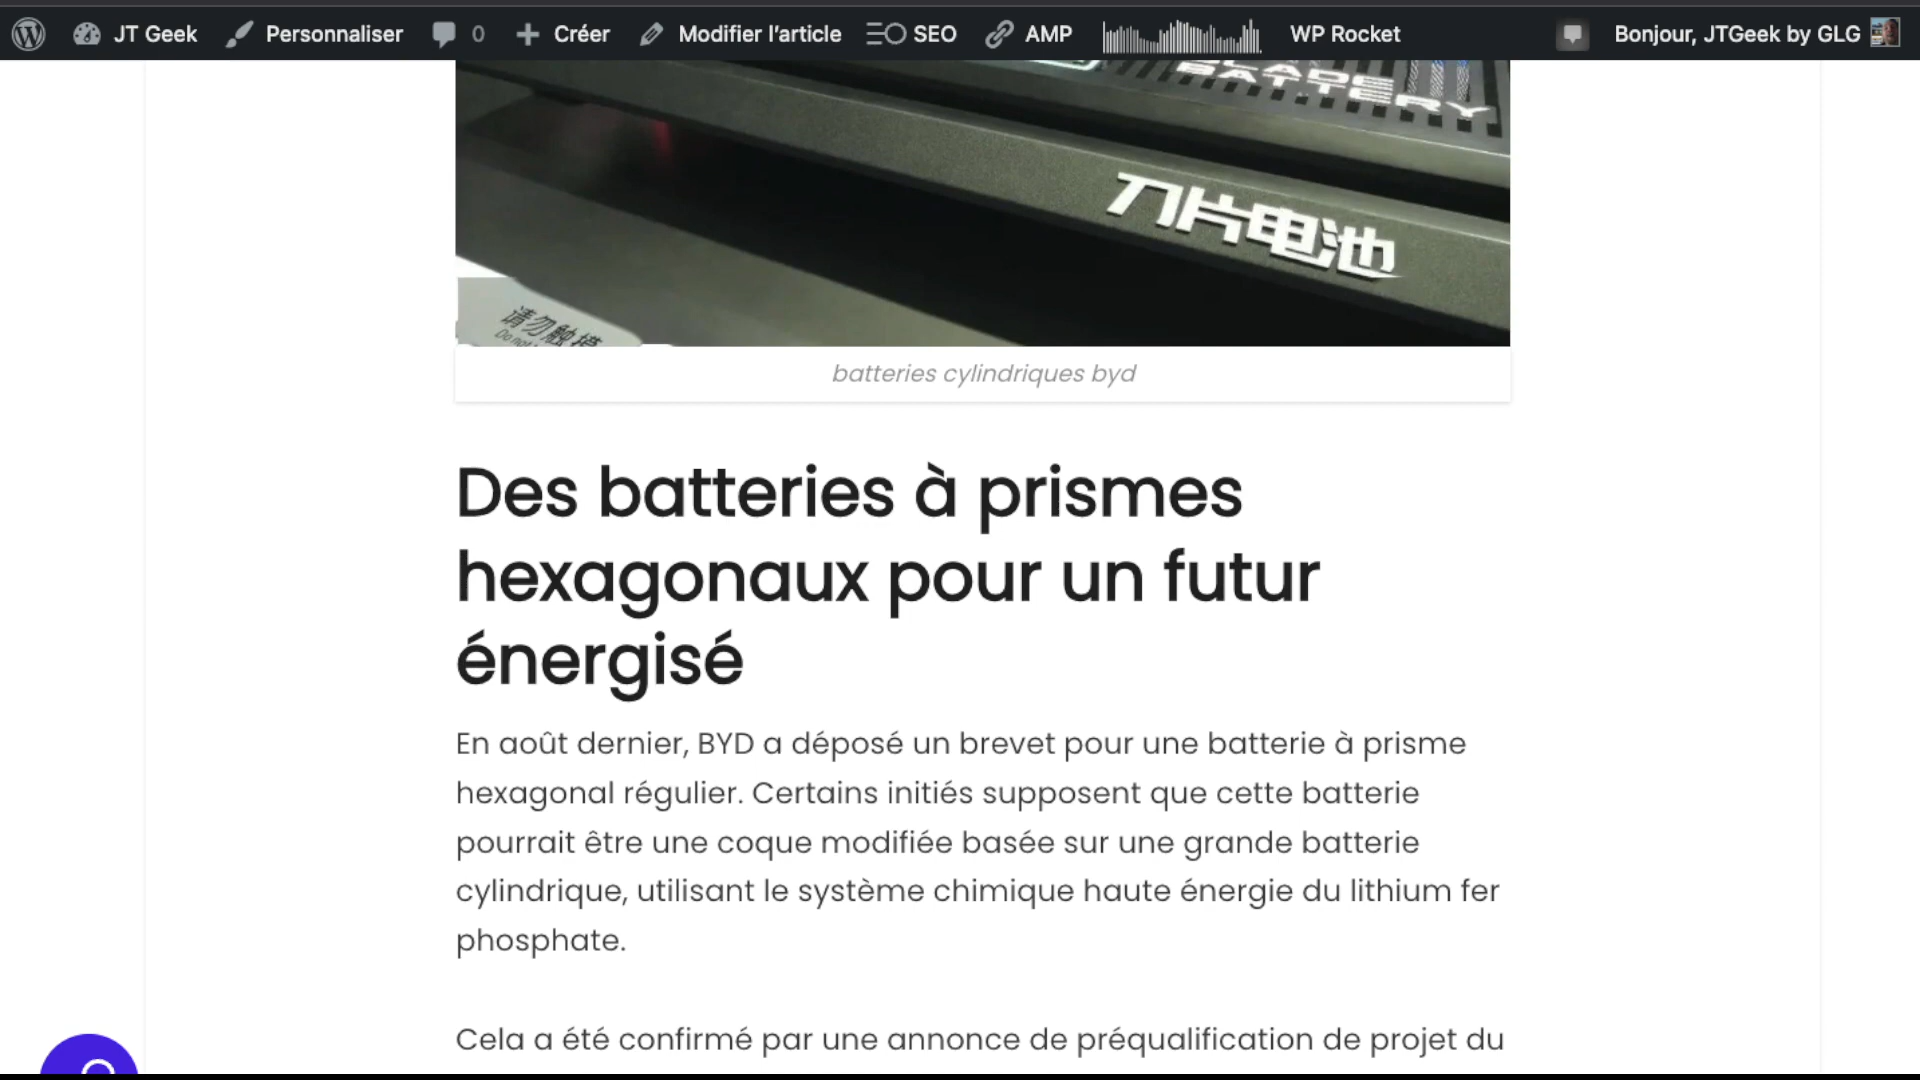 JT Geek Personnaliser 0 Créer Modifier l’article SEO AMP WP Rocket Bonjour, JTGeek by GLG
BLADE
BATTERY
刀片电池
请勿触摸
Do not
batteries cylindriques byd
Des batteries à prismes
hexagonaux pour un futur
énergisé
En août dernier, BYD a déposé un brevet pour une batterie à prisme
hexagonal régulier. Certains initiés supposent que cette batterie
pourrait être une coque modifiée basée sur une grande batterie
cylindrique, utilisant le système chimique haute énergie du lithium fer
phosphate.
Cela a été confirmé par une annonce de préqualification de projet du